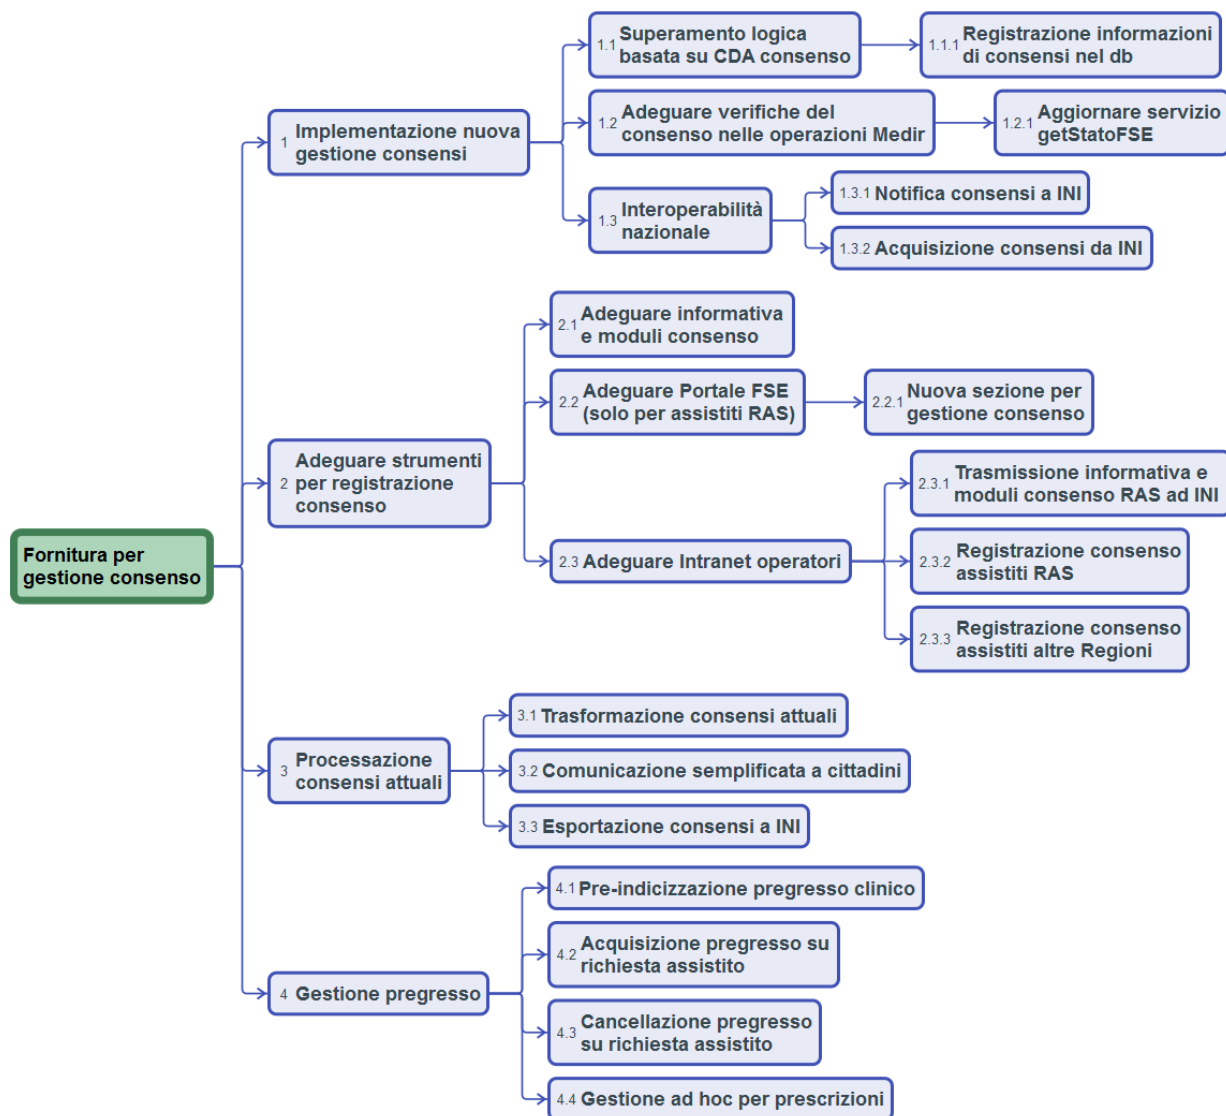 Fornitura per
gestione consenso
1 Implementazione nuova
gestione consensi
1.1 Superamento logica
basata su CDA consenso
1.1.1 Registrazione informazioni
di consensi nel db
1.2 Adeguare verifiche del
consenso nelle operazioni Medir
1.2.1 Aggiornare servizio
getStatoFSE
1.3 Interoperabilità
nazionale
1.3.1 Notifica consensi a INI
1.3.2 Acquisizione consensi da INI
2 Adeguare strumenti
per registrazione
consenso
2.1 Adeguare informativa
e moduli consenso
2.2 Adeguare Portale FSE
(solo per assistiti RAS)
2.2.1 Nuova sezione per
gestione consenso
2.3 Adeguare Intranet operatori
2.3.1 Trasmissione informativa e
moduli consenso RAS ad INI
2.3.2 Registrazione consenso
assistiti RAS
2.3.3 Registrazione consenso
assistiti altre Regioni
3 Processazione
consensi attuali
3.1 Trasformazione consensi attuali
3.2 Comunicazione semplificata a cittadini
3.3 Esportazione consensi a INI
4 Gestione pregresso
4.1 Pre-indicizzazione pregresso clinico
4.2 Acquisizione pregresso su
richiesta assistito
4.3 Cancellazione pregresso
su richiesta assistito
4.4 Gestione ad hoc per prescrizioni